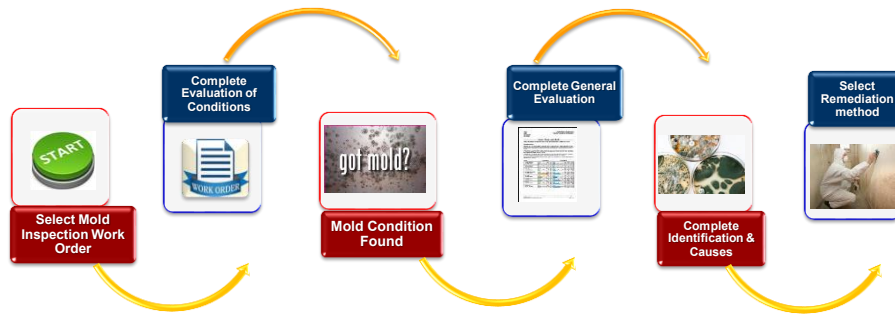 START
Select Mold
Inspection Work
Order
Complete
Evaluation of
Conditions
WORK ORDER
got mold?
Mold Condition
Found
Complete General
Evaluation
Complete
Identification &
Causes
Select
Remediation
method